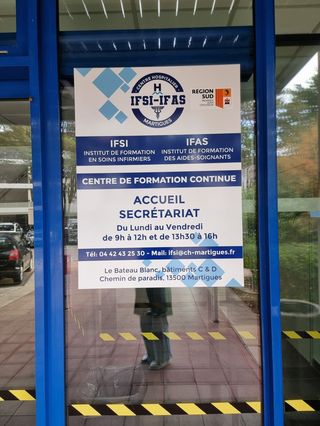 CENTRE HOSPITALIER
H
IFSI-IFAS
MARTIGUES
RÉGION
SUD
IFSI
INSTITUT DE FORMATION
EN SOINS INFIRMIERS
IFAS
INSTITUT DE FORMATION
DES AIDES-SOIGNANTS
CENTRE DE FORMATION CONTINUE
ACCUEIL
SECRÉTARIAT
Du Lundi au Vendredi
de 9h à 12h et de 13h30 à 16h
Tél: 04 42 43 25 30 - Mail: ifsi@ch-martigues.fr
Le Bateau Blanc, bâtiments C & D
Chemin de paradis, 13500 Martigues